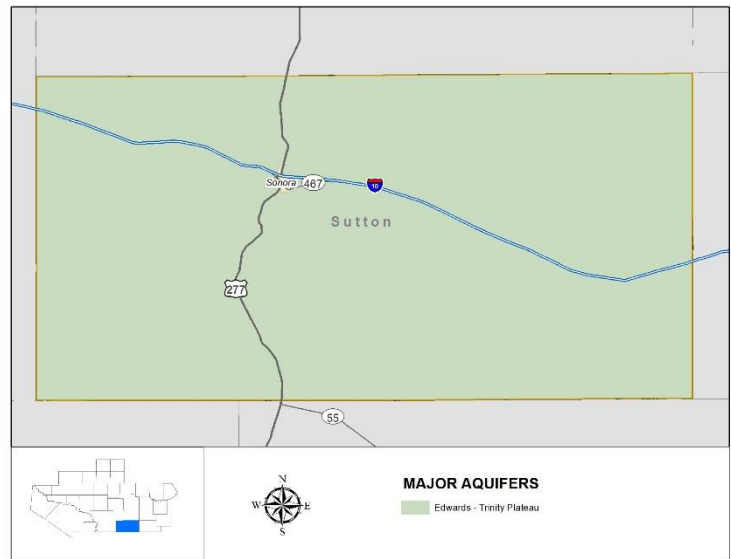 Sonora
467
10
Sutton
277
55
N
W E
S
MAJOR AQUIFERS
Edwards - Trinity Plateau